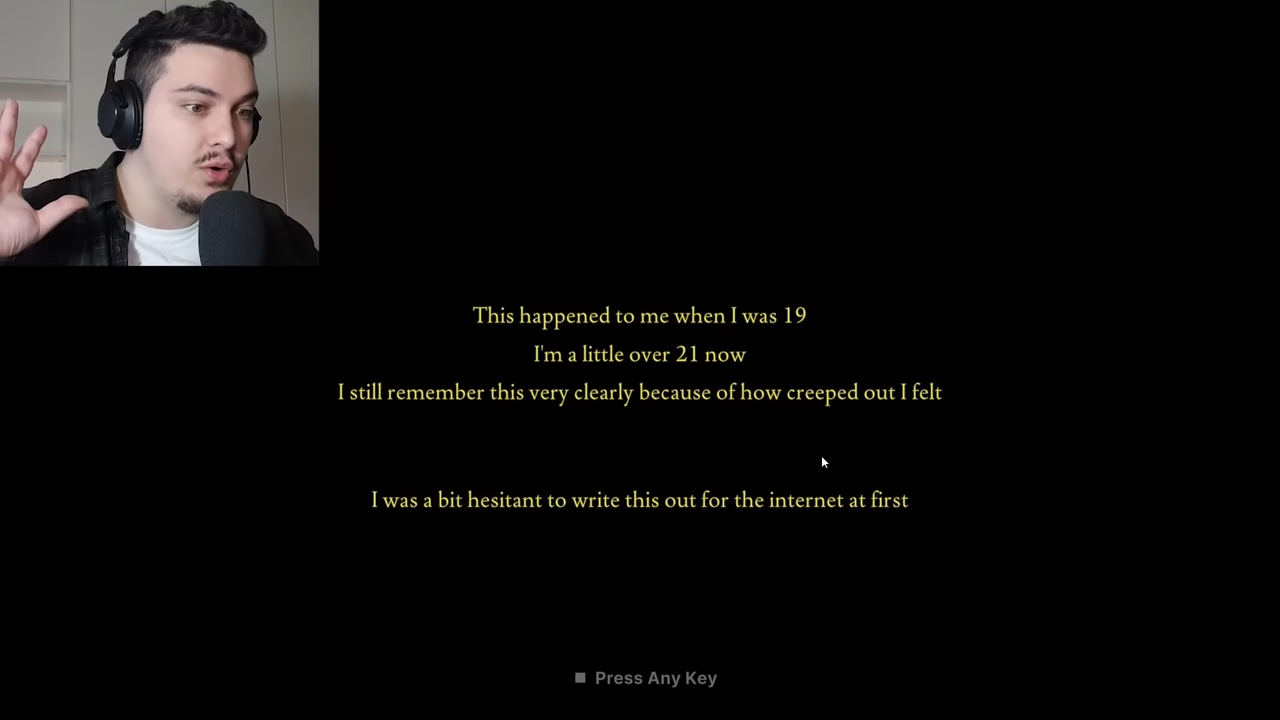 This happened to me when I was 19
I'm a little over 21 now
I still remember this very clearly because of how creeped out I felt
I was a bit hesitant to write this out for the internet at first
Press Any Key